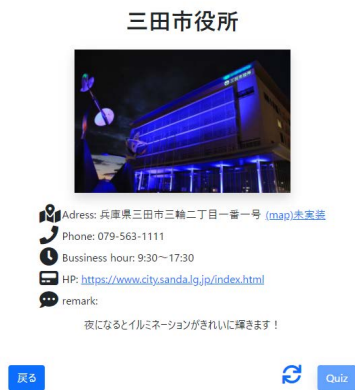 三田市役所
Adress: 兵庫県三田市三輪二丁目一番一号 (map)未実装
Phone: 079-563-1111
Bussiness hour: 9:30～17:30
HP: https://www.city.sanda.lg.jp/index.html
remark:
夜になるとイルミネーションがきれいに輝きます！
戻る
Quiz